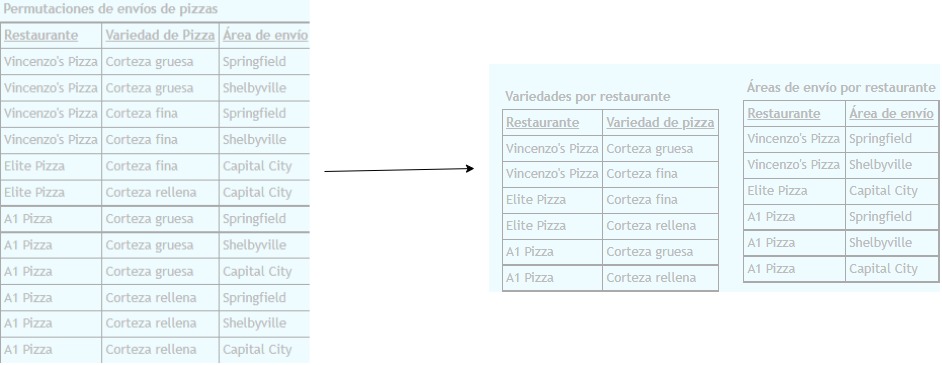 Permutaciones de envíos de pizzas
Restaurante Variedad de Pizza Área de envío
Vincenzo's Pizza Corteza gruesa Springfield
Vincenzo's Pizza Corteza gruesa Shelbyville
Vincenzo's Pizza Corteza fina Springfield
Vincenzo's Pizza Corteza fina Shelbyville
Elite Pizza Corteza fina Capital City
Elite Pizza Corteza rellena Capital City
A1 Pizza Corteza gruesa Springfield
A1 Pizza Corteza gruesa Shelbyville
A1 Pizza Corteza gruesa Capital City
A1 Pizza Corteza rellena Springfield
A1 Pizza Corteza rellena Shelbyville
A1 Pizza Corteza rellena Capital City
Variedades por restaurante
Restaurante Variedad de pizza
Vincenzo's Pizza Corteza gruesa
Vincenzo's Pizza Corteza fina
Elite Pizza Corteza fina
Elite Pizza Corteza rellena
A1 Pizza Corteza gruesa
A1 Pizza Corteza rellena
Áreas de envío por restaurante
Restaurante Área de envío
Vincenzo's Pizza Springfield
Vincenzo's Pizza Shelbyville
Elite Pizza Capital City
A1 Pizza Springfield
A1 Pizza Shelbyville
A1 Pizza Capital City